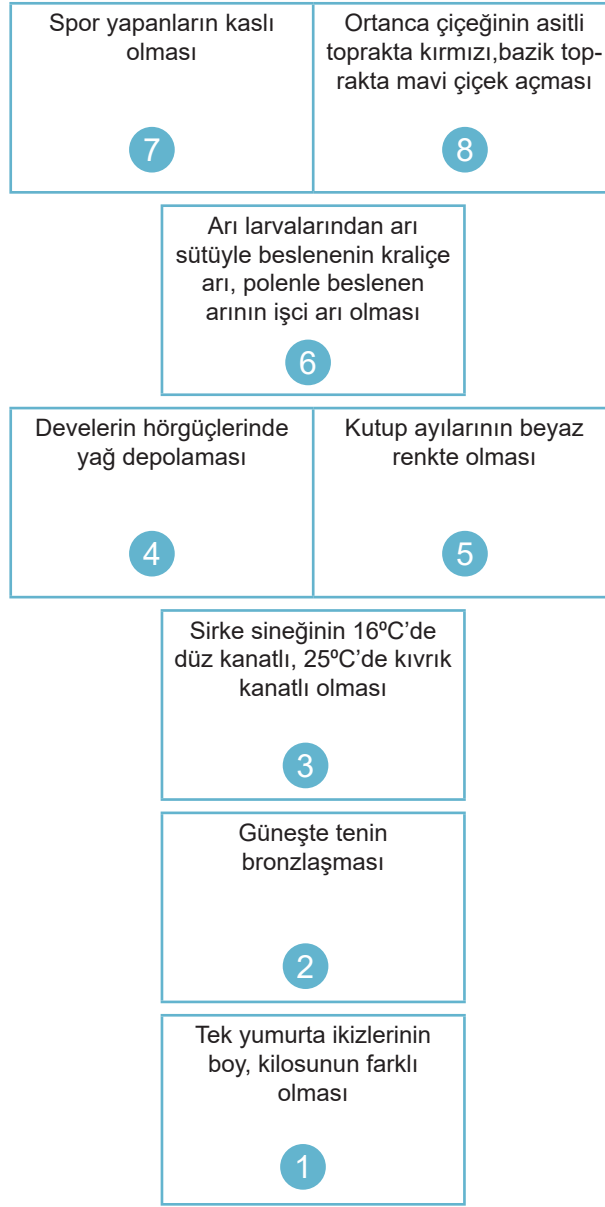 Spor yapanların kaslı
olması
7
Ortanca çiçeğinin asitli
toprakta kırmızı,bazik top-
rakta mavi çiçek açması
8
Arı larvalarından arı
sütüyle beslenenin kraliçe
arı, polenle beslenen
arının işci arı olması
6
Develerin hörgüçlerinde
yağ depolaması
4
Kutup ayılarının beyaz
renkte olması
5
Sirke sineğinin 16ºC’de
düz kanatlı, 25ºC’de kıvrık
kanatlı olması
3
Güneşte tenin
bronzlaşması
2
Tek yumurta ikizlerinin
boy, kilosunun farklı
olması
1